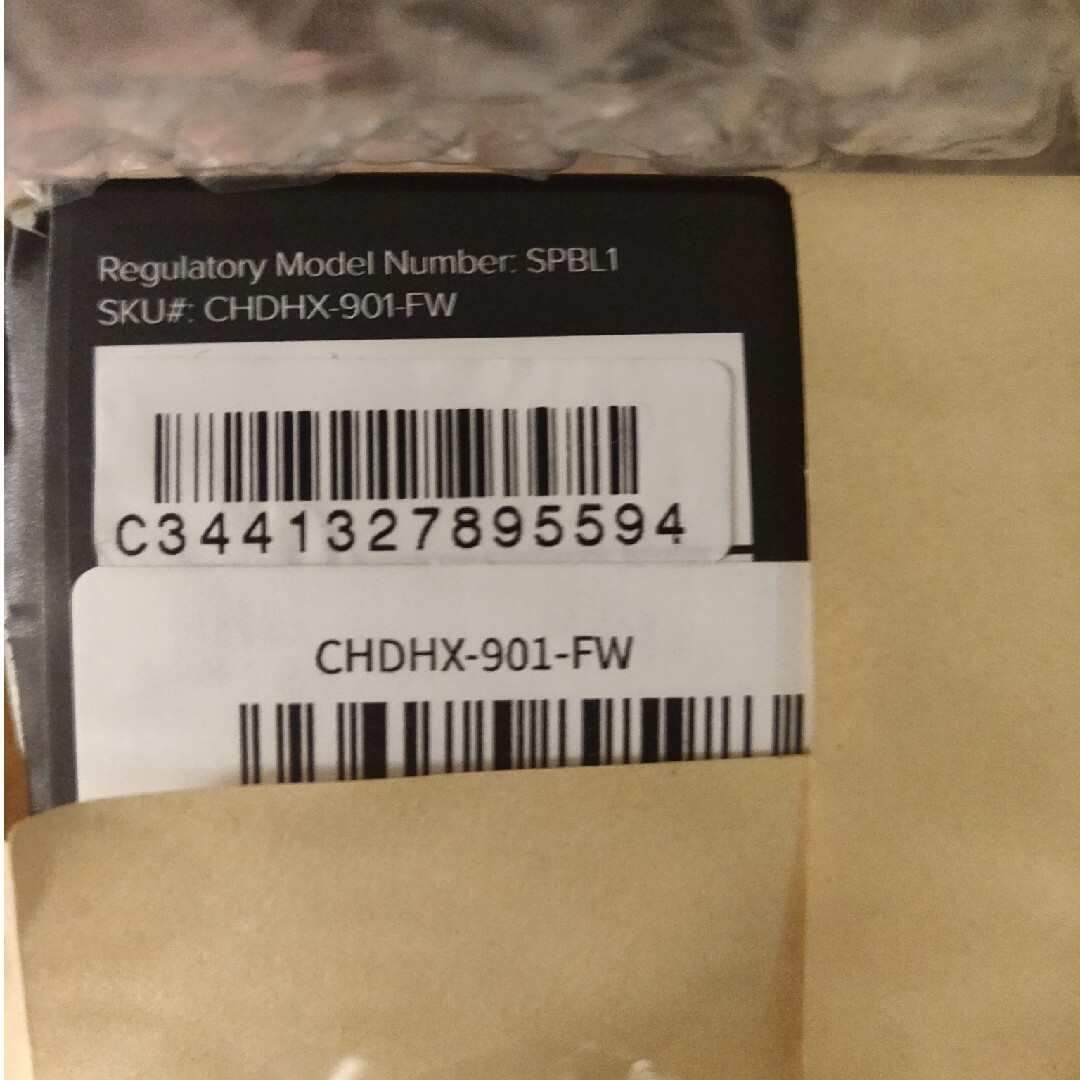 Regulatory Model Number: SPBL1
SKU#: CHDHX-901-FW
C3441327895594
CHDHX-901-FW